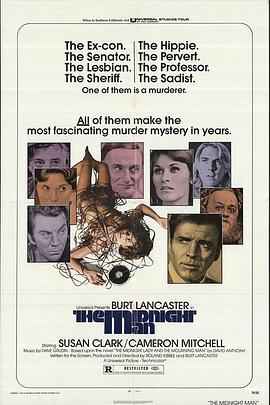 When in Southern California visit UNIVERSAL STUDIOS TOUR
The Ex-con. The Hippie.
The Senator. The Pervert.
The Lesbian. The Professor.
The Sheriff. The Sadist.
One of them is a murderer.
All of them make the
most fascinating murder mystery in years.
Universal Presents BURT LANCASTER in
THE MIDNIGHT
MAN
Starring SUSAN CLARK/CAMERON MITCHELL
Music by DAVE GRUSIN · Based upon the novel "THE MIDNIGHT LADY AND THE MOURNING MAN" by DAVID ANTHONY
Written for the Screen, Produced and Directed by ROLAND KIBBEE and BURT LANCASTER
A Universal Picture · Technicolor®
R RESTRICTED
"THE MIDNIGHT MAN"